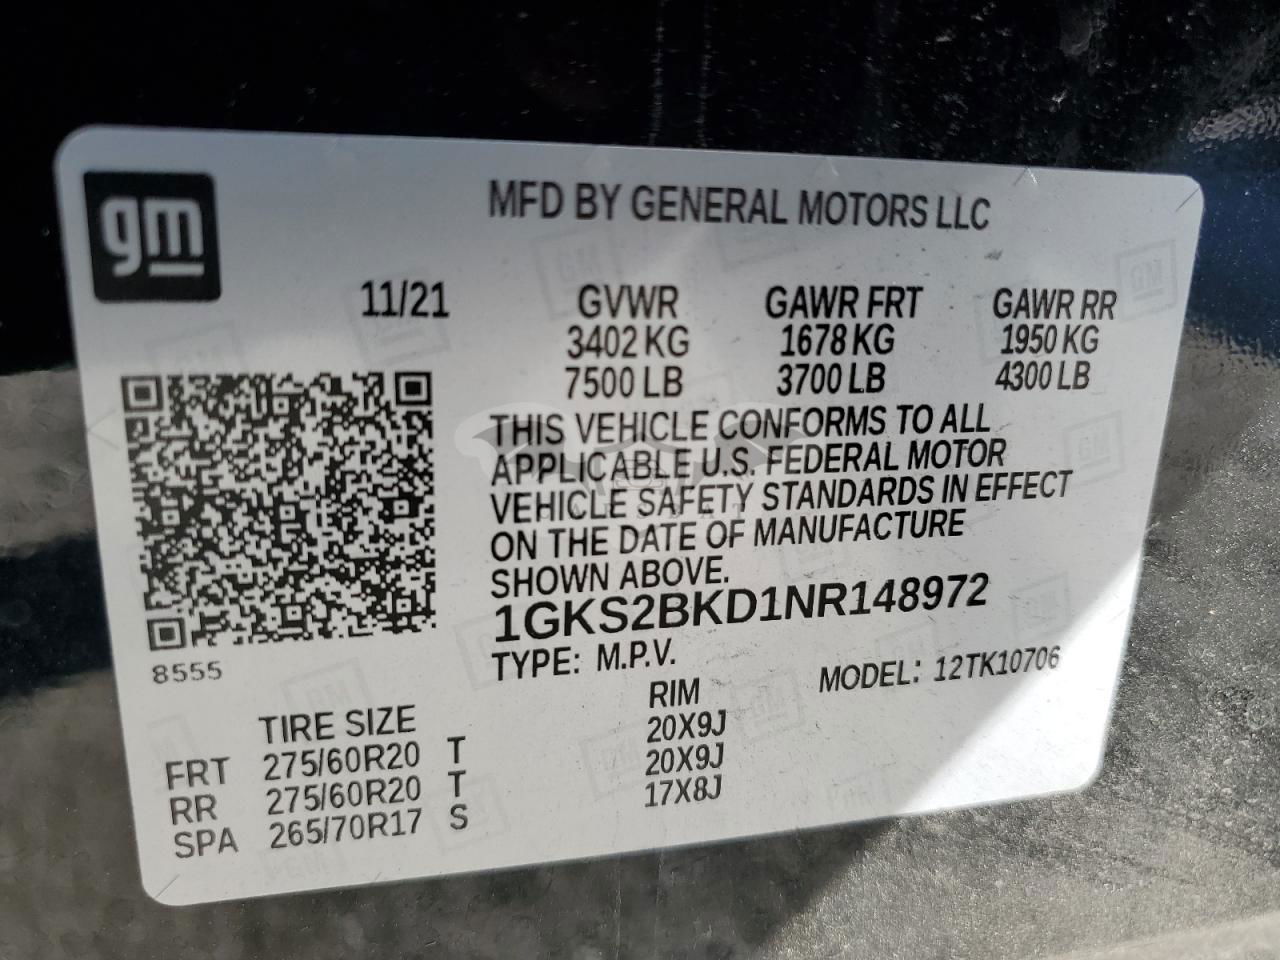 gm
MFD BY GENERAL MOTORS LLC
11/21 GVWR GAWR FRT GAWR RR
3402 KG 1678 KG 1950 KG
7500 LB 3700 LB 4300 LB
THIS VEHICLE CONFORMS TO ALL
APPLICABLE U.S. FEDERAL MOTOR
VEHICLE SAFETY STANDARDS IN EFFECT
ON THE DATE OF MANUFACTURE
SHOWN ABOVE.
1GKS2BKD1NR148972
8555
TYPE: M.P.V. MODEL: 12TK10706
TIRE SIZE RIM
FRT 275/60R20 T 20X9J
RR 275/60R20 T 20X9J
SPA 265/70R17 S 17X8J